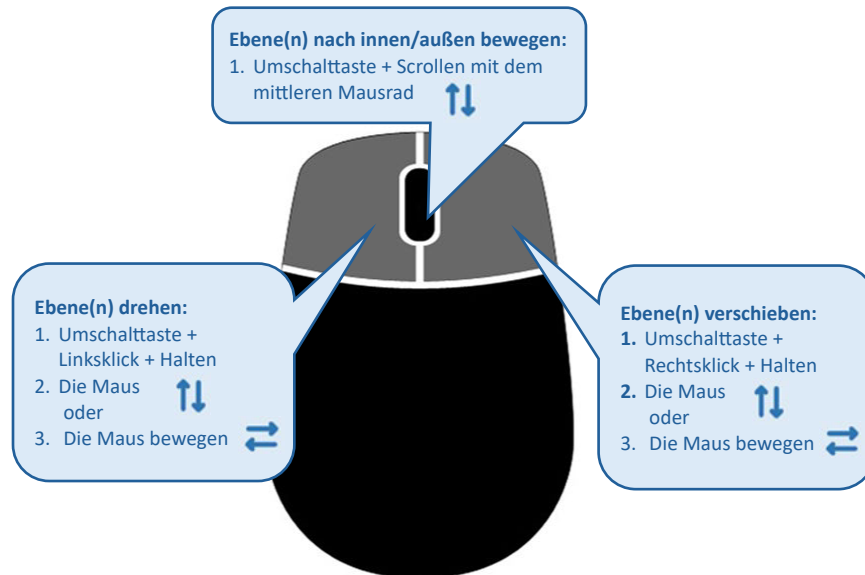 Ebene(n) nach innen/außen bewegen:
1. Umschalttaste + Scrollen mit dem
mittleren Mausrad
Ebene(n) drehen:
1. Umschalttaste +
Linksklick + Halten
2. Die Maus
oder
3. Die Maus bewegen
Ebene(n) verschieben:
1. Umschalttaste +
Rechtsklick + Halten
2. Die Maus
oder
3. Die Maus bewegen